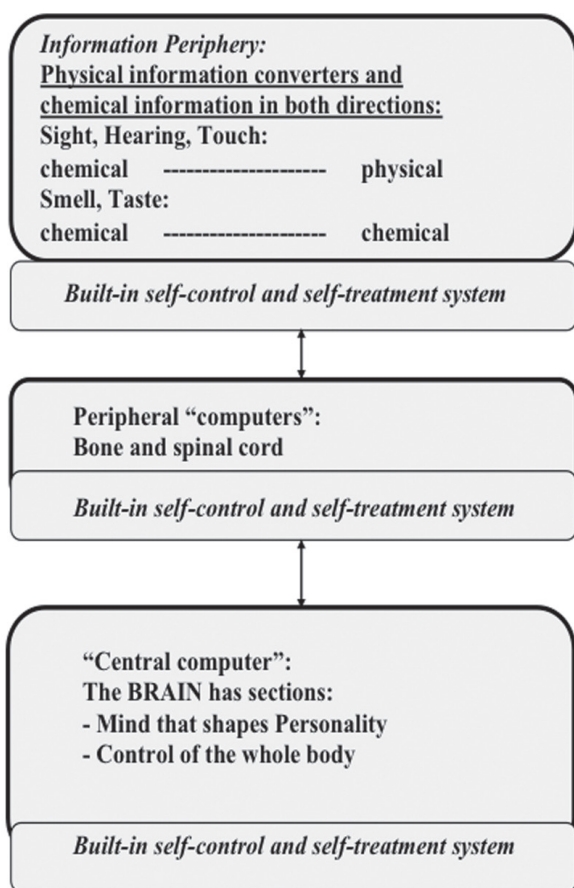 Information Periphery:
Physical information converters and
chemical information in both directions:
Sight, Hearing, Touch:
chemical --------------------- physical
Smell, Taste:
chemical --------------------- chemical
Built-in self-control and self-treatment system
Peripheral “computers”:
Bone and spinal cord
Built-in self-control and self-treatment system
“Central computer”:
The BRAIN has sections:
- Mind that shapes Personality
- Control of the whole body
Built-in self-control and self-treatment system